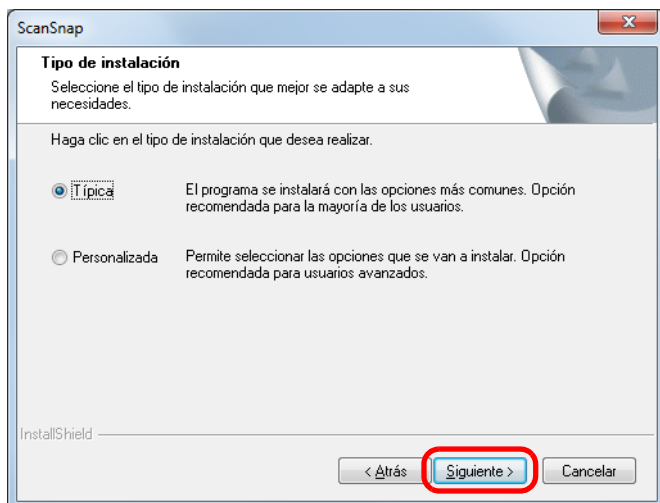 ScanSnap
Tipo de instalación
Seleccione el tipo de instalación que mejor se adapte a sus
necesidades.
Haga clic en el tipo de instalación que desea realizar.
Típica
El programa se instalará con las opciones más comunes. Opción
recomendada para la mayoría de los usuarios.
Personalizada
Permite seleccionar las opciones que se van a instalar. Opción
recomendada para usuarios avanzados.
InstallShield
< Atrás
Siguiente >
Cancelar